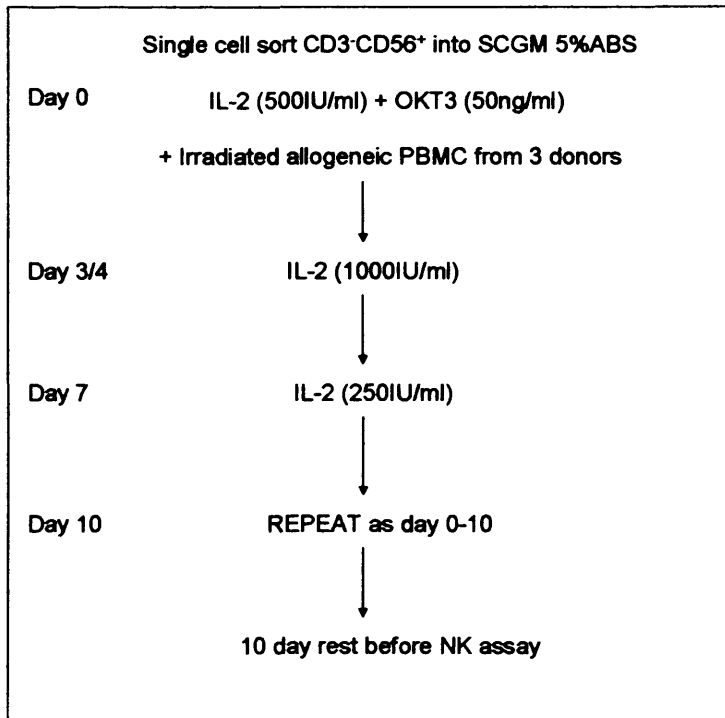 Single cell sort CD3⁻CD56⁺ into SCGM 5%ABS
Day 0 IL-2 (500IU/ml) + OKT3 (50ng/ml)
+ Irradiated allogeneic PBMC from 3 donors
Day 3/4 IL-2 (1000IU/ml)
Day 7 IL-2 (250IU/ml)
Day 10 REPEAT as day 0-10
10 day rest before NK assay